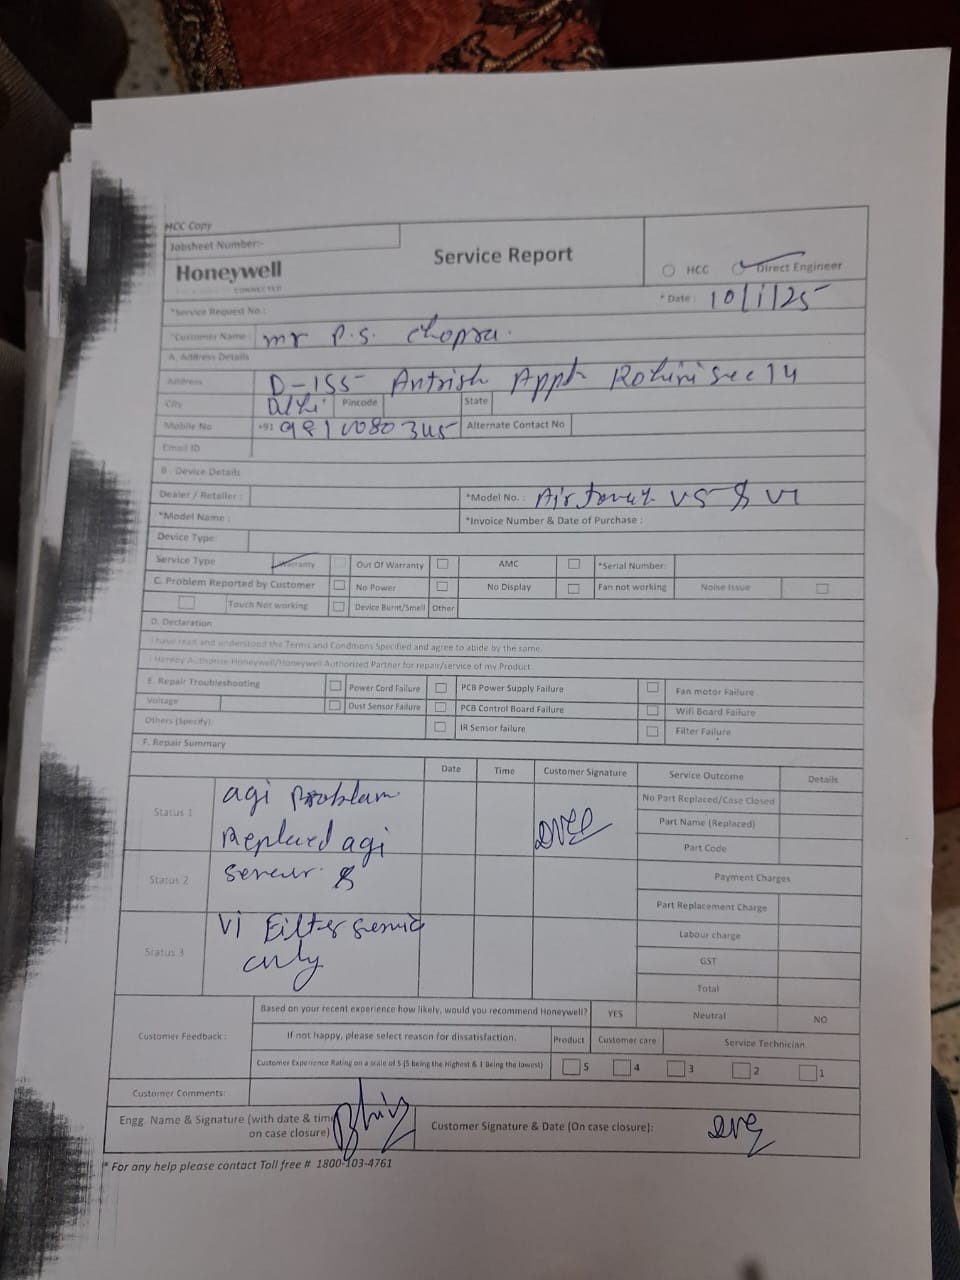 HCC Copy
Jobsheet Number:-
Honeywell
CONNECTED
Service Report
HCC Direct Engineer
*Date : 10/1/25
*Service Request No :
*Customer Name : mr P.S. Chopra.
A. Address Details
Address D-155 Antrish Appt Rohini sec 14
City Pincode State
Mobile No +91 Alternate Contact No
Email ID
B. Device Details
Dealer / Retailer : *Model No. : V5 & V1
*Model Name : *Invoice Number & Date of Purchase :
Device Type:
Service Type Warranty Out Of Warranty AMC *Serial Number:
C. Problem Reported by Customer No Power No Display Fan not working Noise Issue
Touch Not working Device Burnt/Smell Other
D. Declaration
I have read and understood the Terms and Conditions Specified and agree to abide by the same.
I Hereby Authorize Honeywell/Honeywell Authorized Partner for repair/service of my Product.
E. Repair Troubleshooting Power Cord Failure PCB Power Supply Failure Fan motor Failure
Voltage Dust Sensor Failure PCB Control Board Failure Wifi Board Failure
Others (Specify): IR Sensor failure Filter Failure
F. Repair Summary
Date Time Customer Signature Service Outcome Details
Status 1 aqi Problam
Replaced aqi
No Part Replaced/Case Closed
Part Name (Replaced)
Part Code
Status 2
Payment Charges
Part Replacement Charge
Status 3 V1 Filter
only
Labour charge
GST
Total
Customer Feedback : Based on your recent experience how likely, would you recommend Honeywell? YES Neutral NO
If not happy, please select reason for dissatisfaction. Product Customer care Service Technician
Customer Experience Rating on a scale of 5 (5 being the highest & 1 Being the lowest) 5 4 3 2 1
Customer Comments:
Engg Name & Signature (with date & time
on case closure)
Customer Signature & Date (On case closure):
* For any help please contact Toll free # 1800-103-4761